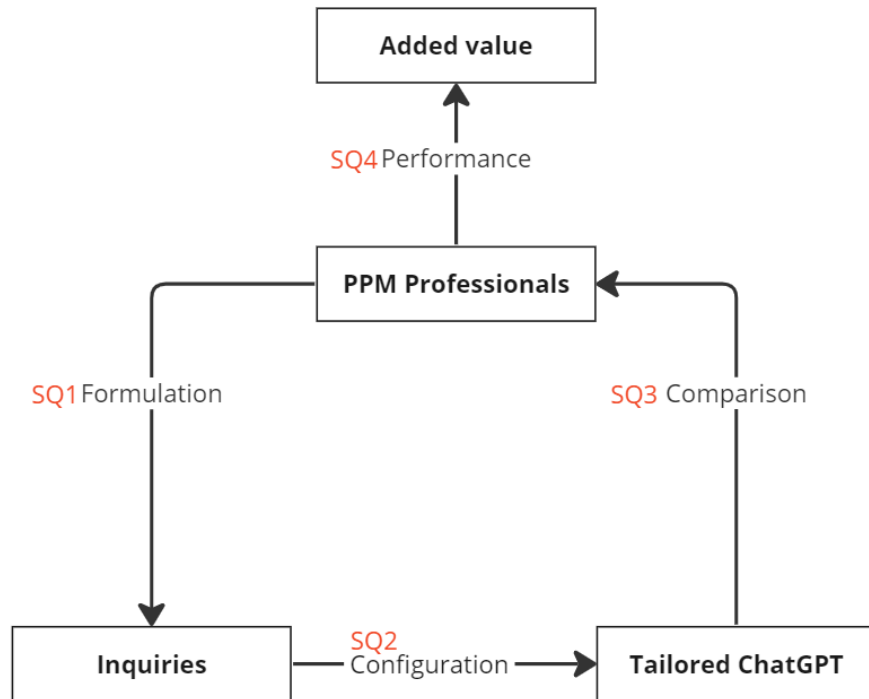 Added value
SQ4 Performance
PPM Professionals
SQ1 Formulation
SQ3 Comparison
SQ2
Configuration
Inquiries
Tailored ChatGPT